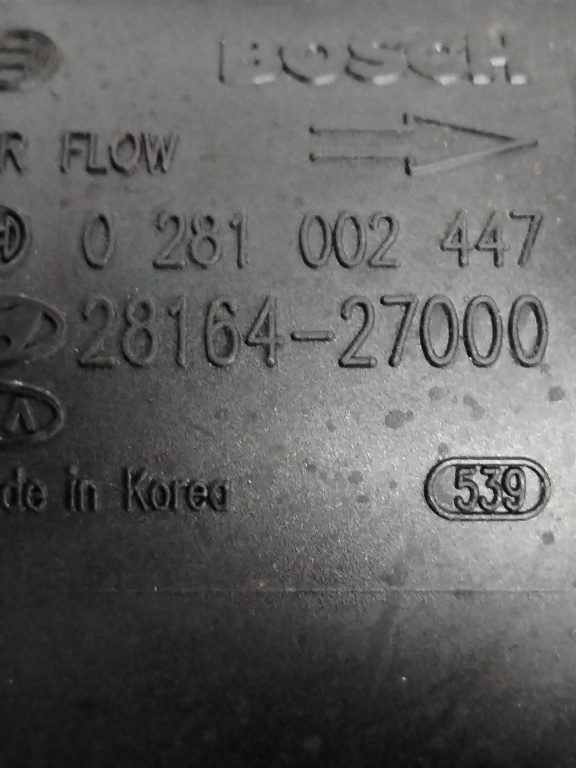 BOSCH
R FLOW
0 281 002 447
28164-27000
de in Korea 539